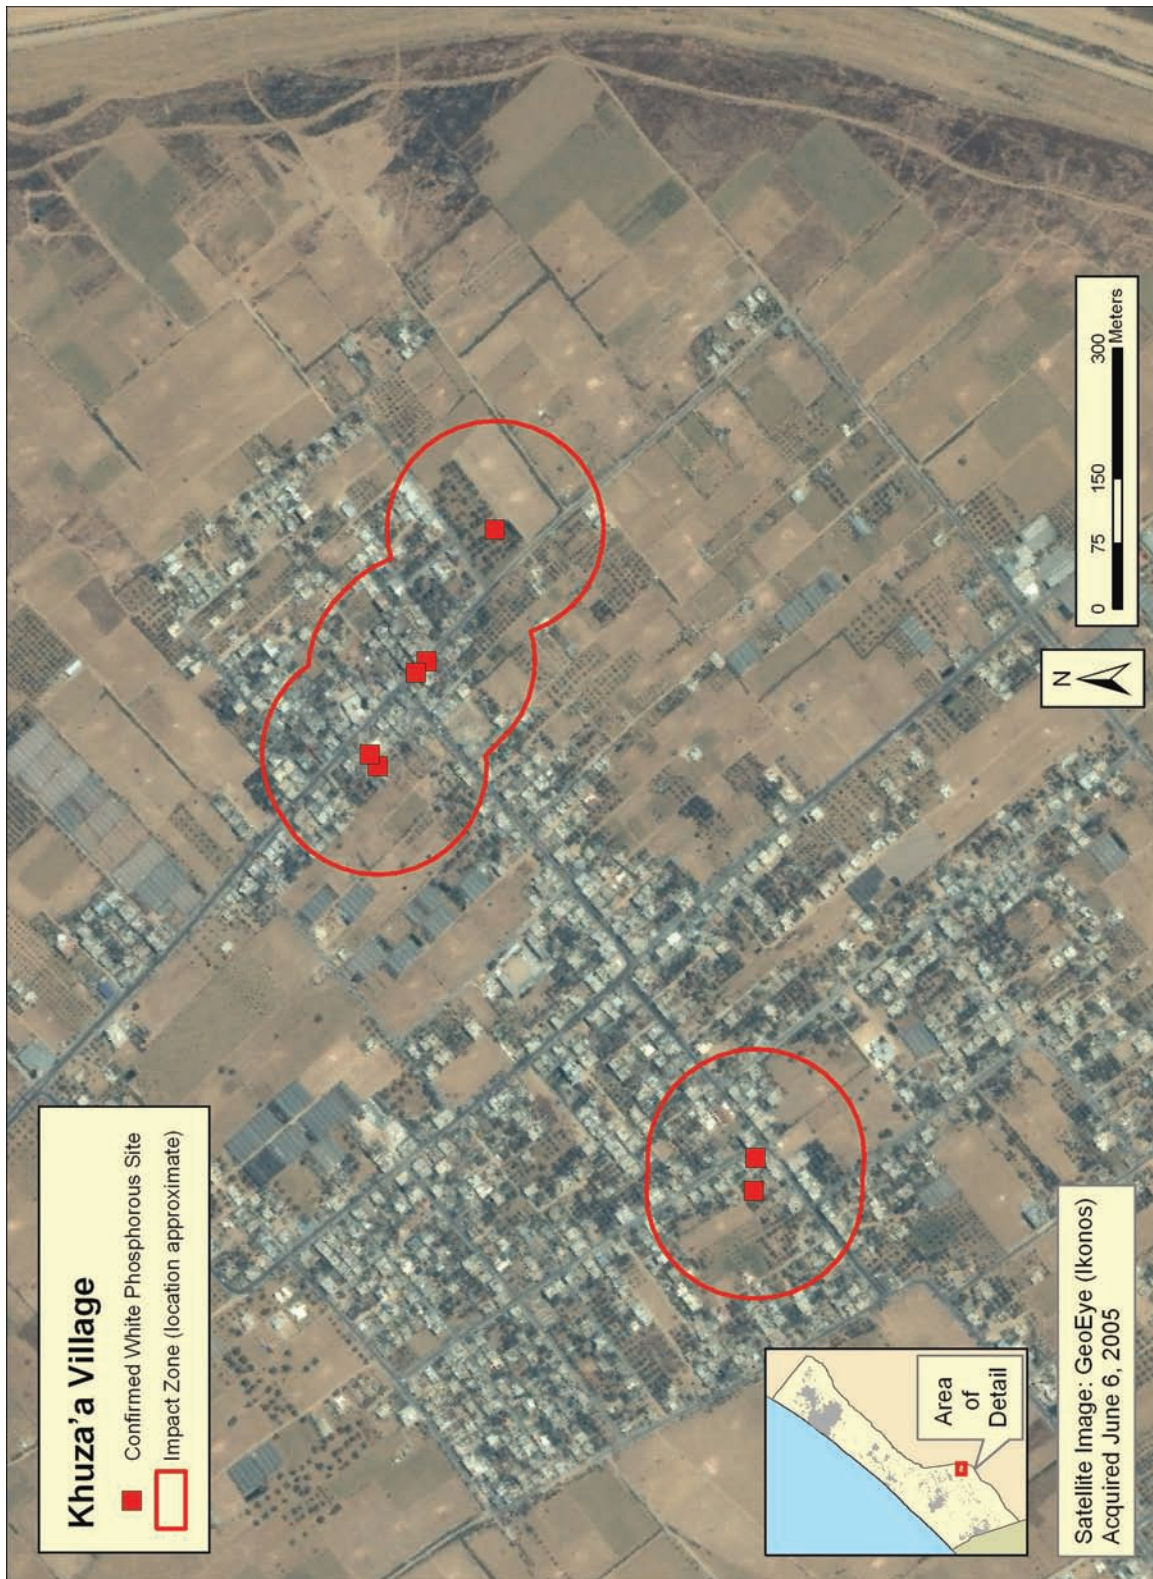 Khuza'a Village
Confirmed White Phosphorous Site
Impact Zone (location approximate)
Area
of
Detail
Satellite Image: GeoEye (Ikonos)
Acquired June 6, 2005
N
0 75 150 300
Meters